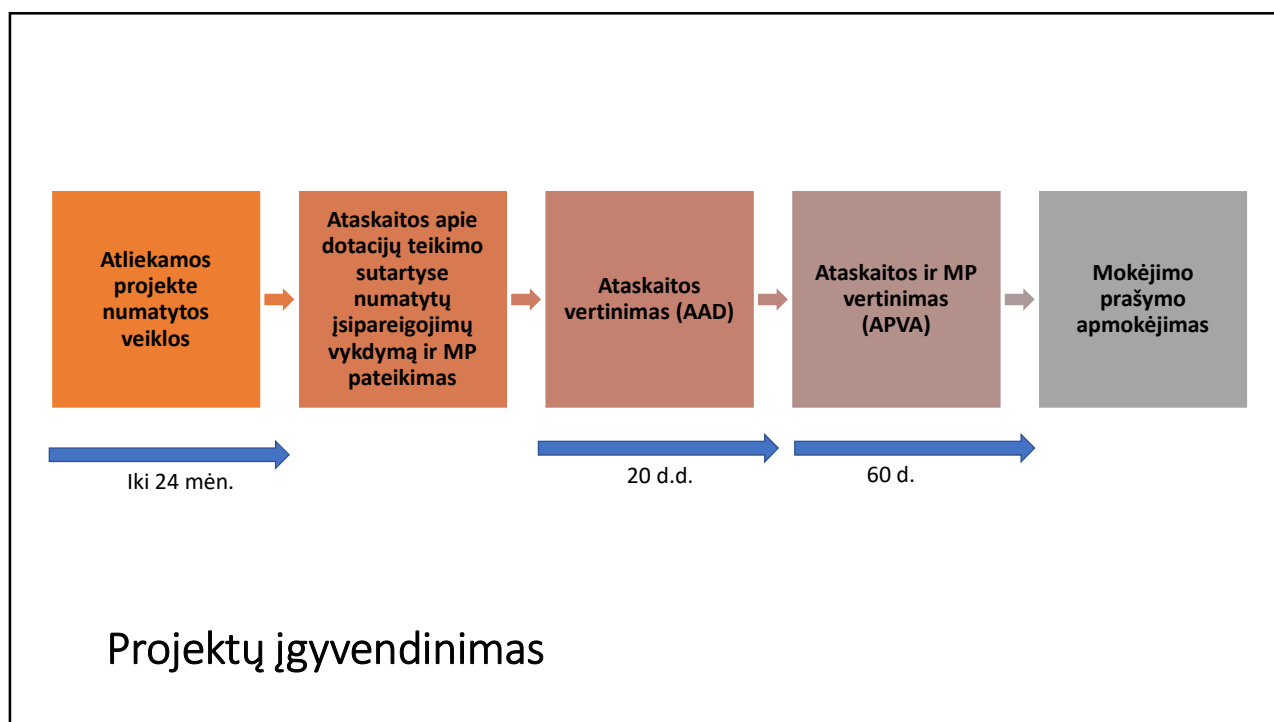 Atliekamos
projekte
numatytos
veiklos
Ataskaitos apie
dotacijų teikimo
sutartyse
numatytų
įsipareigojimų
vykdymą ir MP
pateikimas
Ataskaitos
vertinimas (AAD)
Ataskaitos ir MP
vertinimas
(APVA)
Mokėjimo
prašymo
apmokėjimas
Iki 24 mėn.
20 d.d.
60 d.
Projektų įgyvendinimas